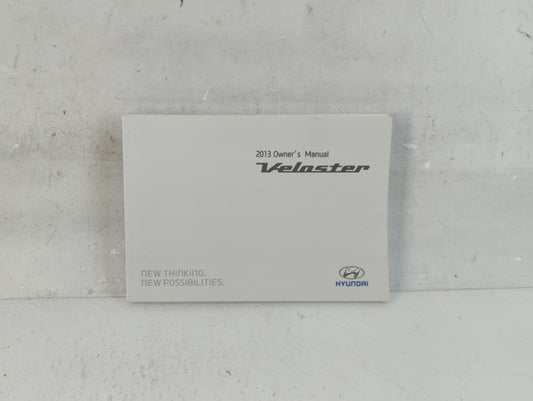 2013 Owner's Manual
Veloster
NEW THINKING.
NEW POSSIBILITIES.
HYUNDAI